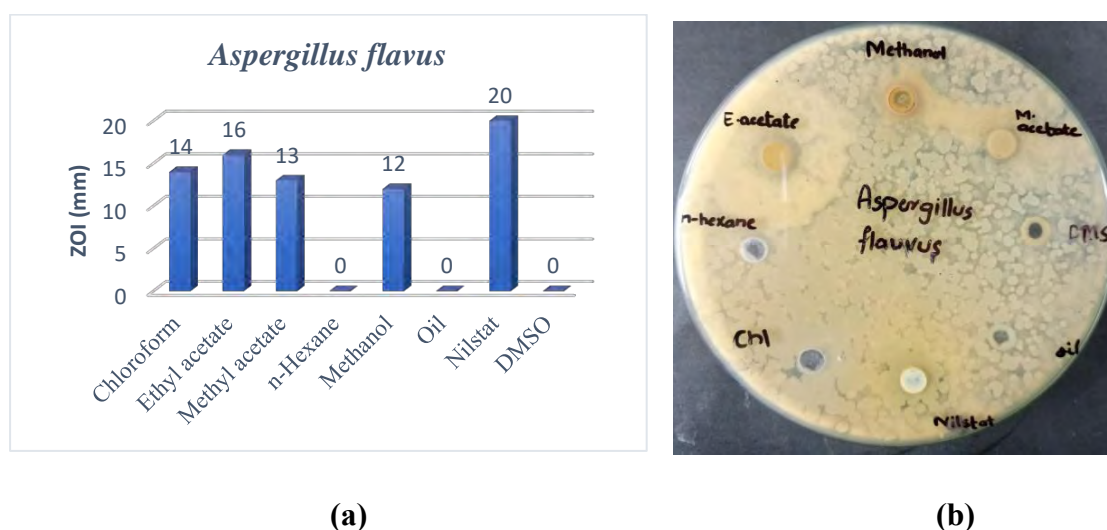 Aspergillus flavus
ZOI (mm)
20
15
10
5
0
14
16
13
0
12
0
20
0
Chloroform
Ethyl acetate
Methyl acetate
n-Hexane
Methanol
Oil
Nilstat
DMSO
(a)
Methanol
E-acetate
M.
acetate
n-hexane
Aspergillus
flauvus
DMS
Chl
oil
Nilstat
(b)